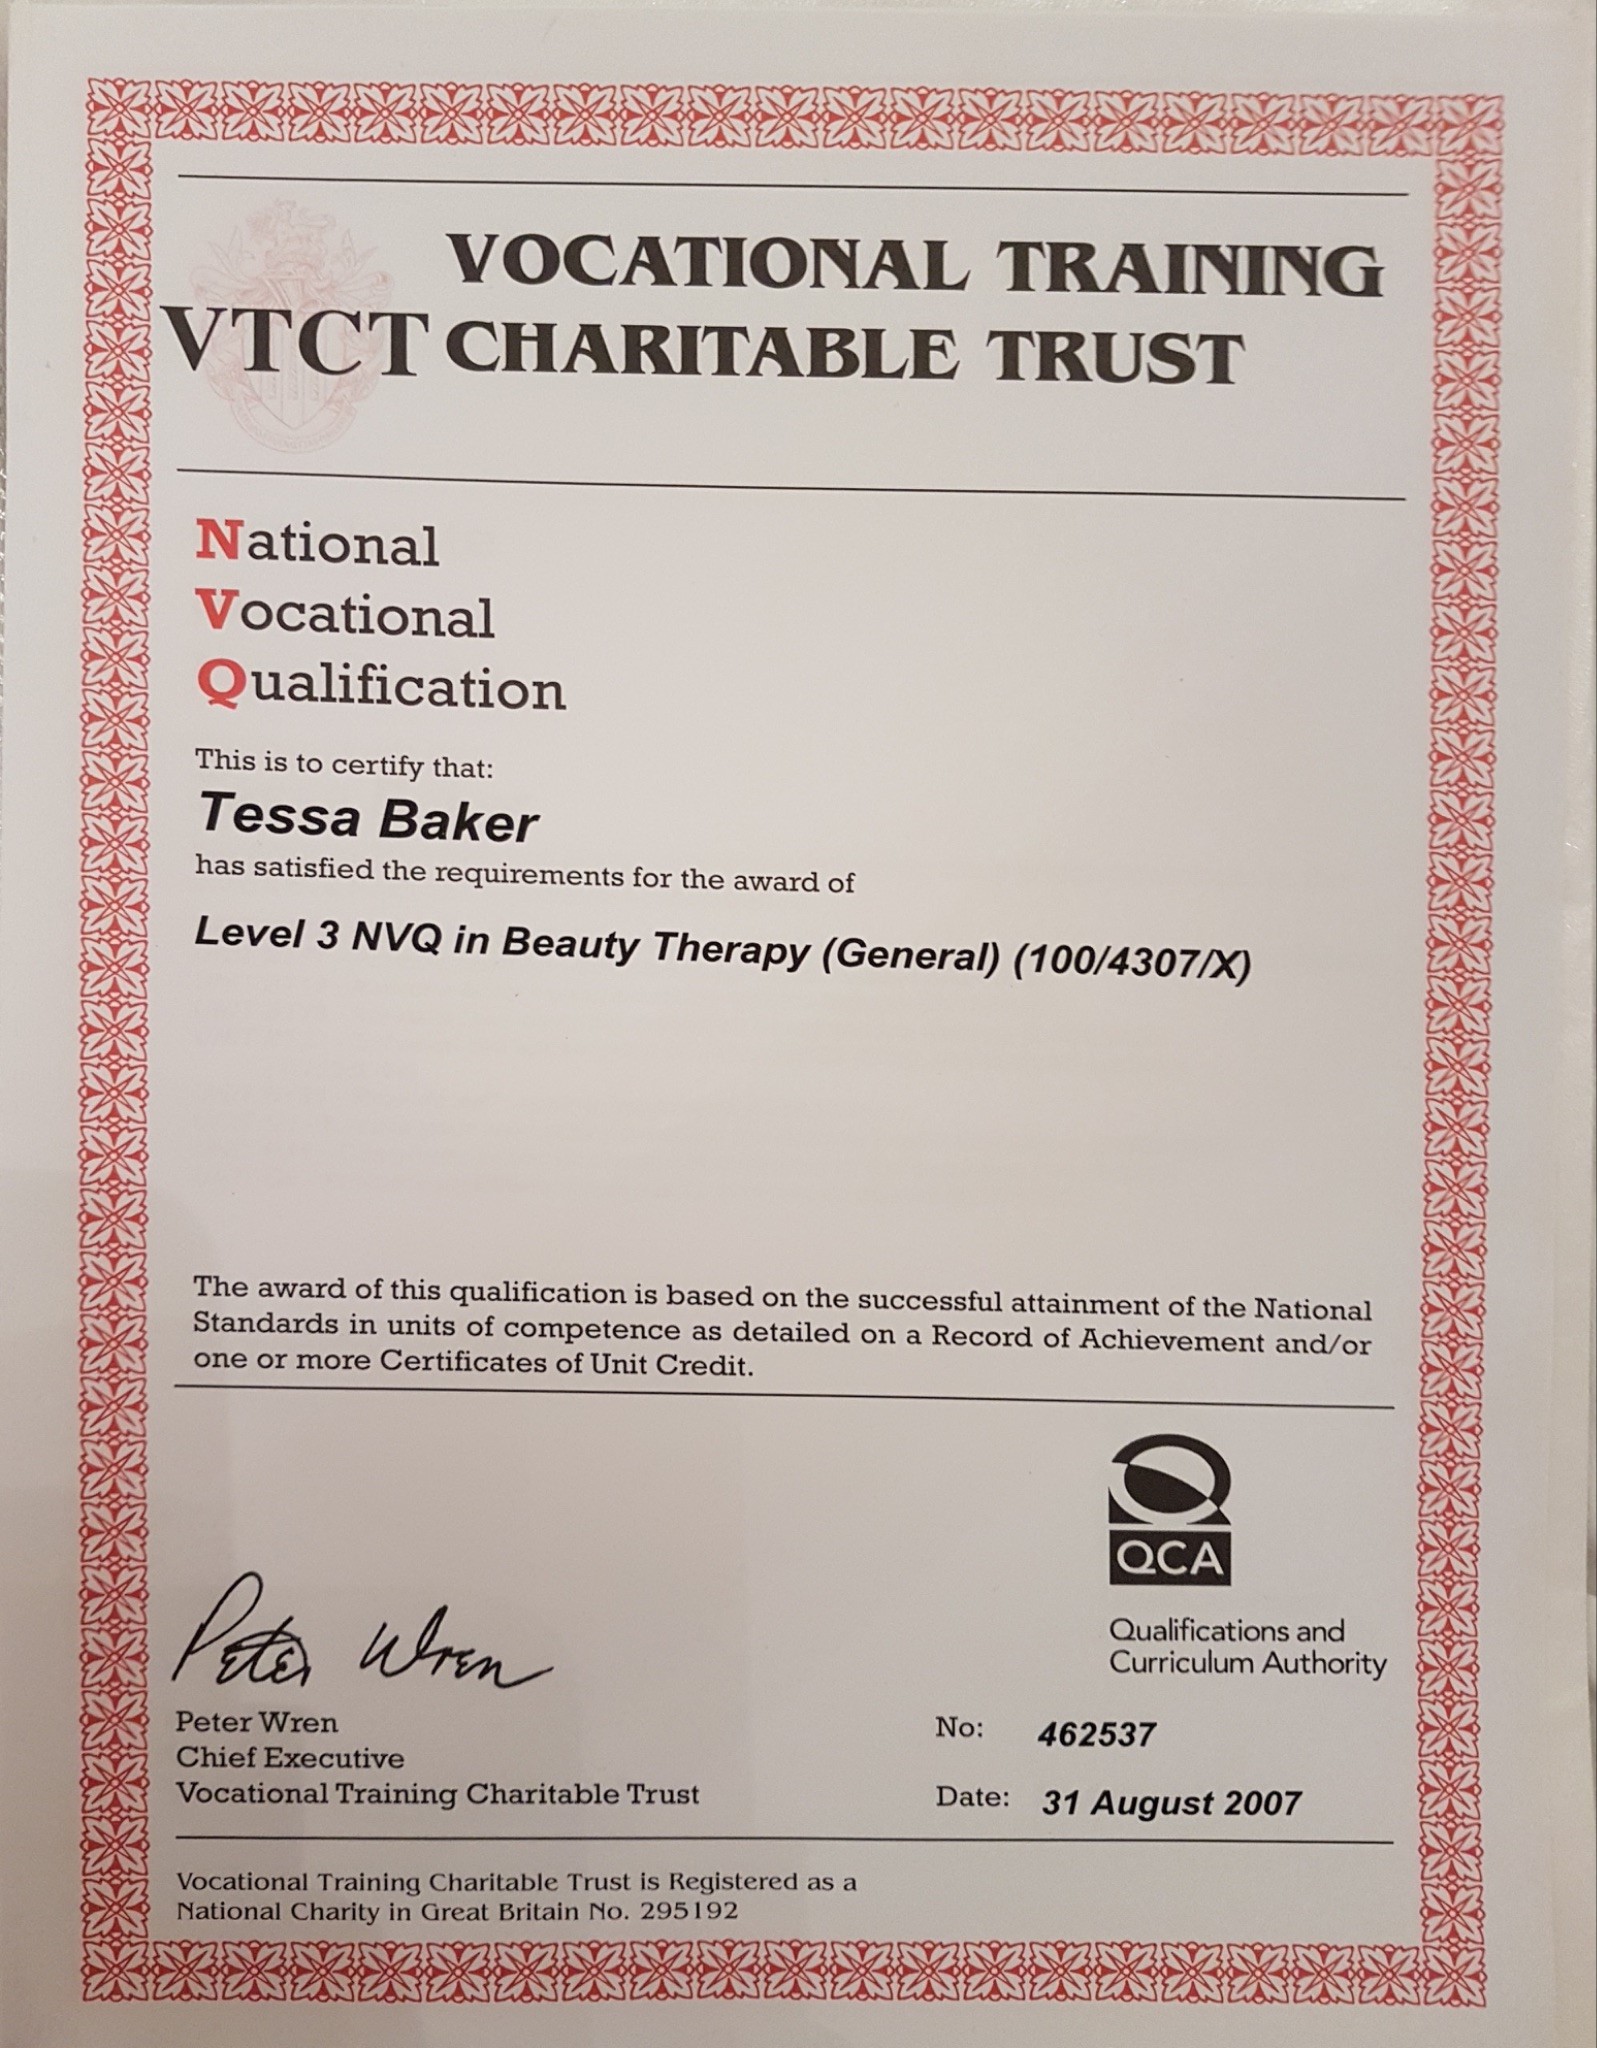 VOCATIONAL TRAINING
VTCT CHARITABLE TRUST
National
Vocational
Qualification
This is to certify that:
Tessa Baker
has satisfied the requirements for the award of
Level 3 NVQ in Beauty Therapy (General) (100/4307/X)
The award of this qualification is based on the successful attainment of the National
Standards in units of competence as detailed on a Record of Achievement and/or
one or more Certificates of Unit Credit.
QCA
Qualifications and
Curriculum Authority
Peter Wren
Peter Wren
Chief Executive
Vocational Training Charitable Trust
No: 462537
Date: 31 August 2007
Vocational Training Charitable Trust is Registered as a
National Charity in Great Britain No. 295192